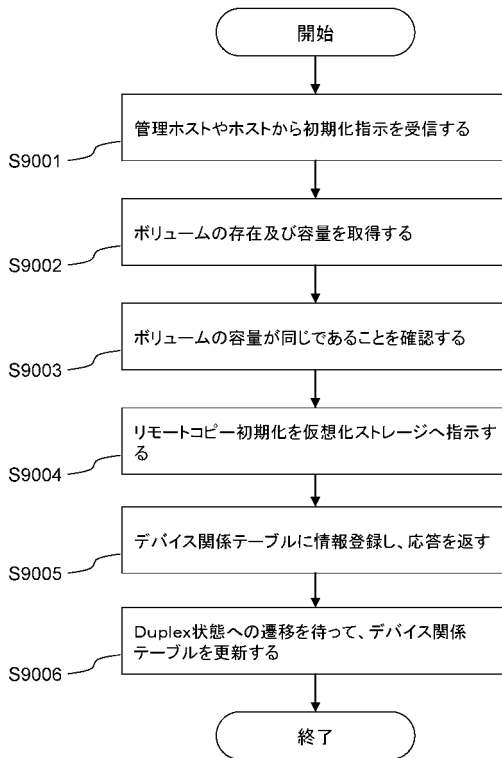 開始
管理ホストやホストから初期化指示を受信する
S9001
ボリュームの存在及び容量を取得する
S9002
ボリュームの容量が同じであることを確認する
S9003
リモートコピー初期化を仮想化ストレージへ指示す
る
S9004
デバイス関係テーブルに情報登録し、応答を返す
S9005
Duplex状態への遷移を待って、デバイス関係
テーブルを更新する
S9006
終了